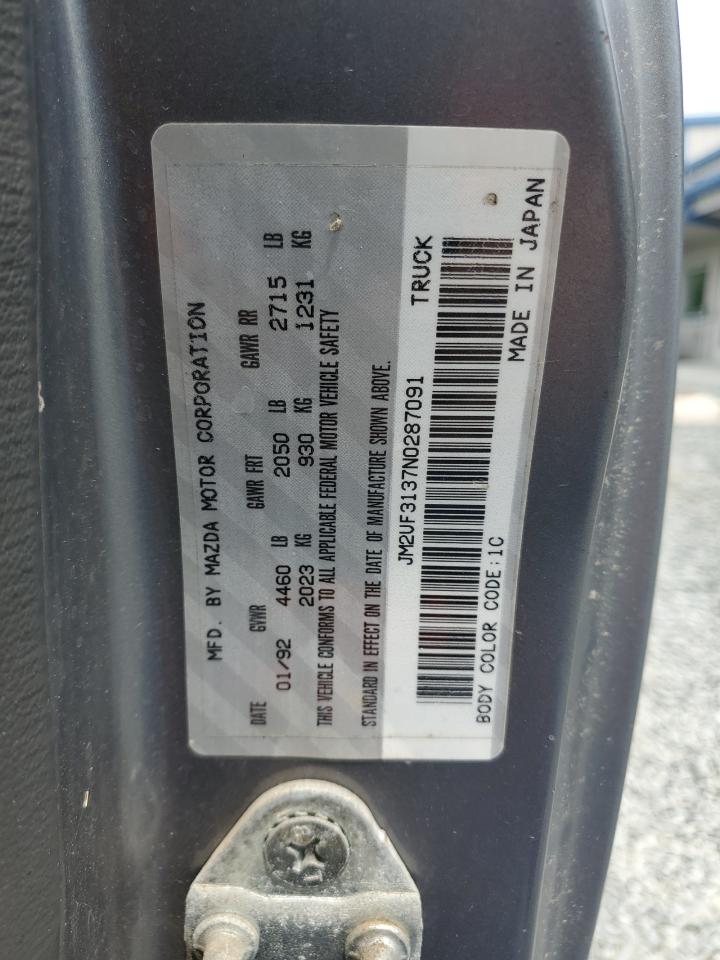 MFD. BY MAZDA MOTOR CORPORATION
DATE GVWR GAWR FRT GAWR RR
01/92 4460 LB 2050 LB 2715 LB
2023 KG 930 KG 1231 KG
THIS VEHICLE CONFORMS TO ALL APPLICABLE FEDERAL MOTOR VEHICLE SAFETY
STANDARD IN EFFECT ON THE DATE OF MANUFACTURE SHOWN ABOVE.
JM2UF3137N0287091 TRUCK
BODY COLOR CODE:1C MADE IN JAPAN